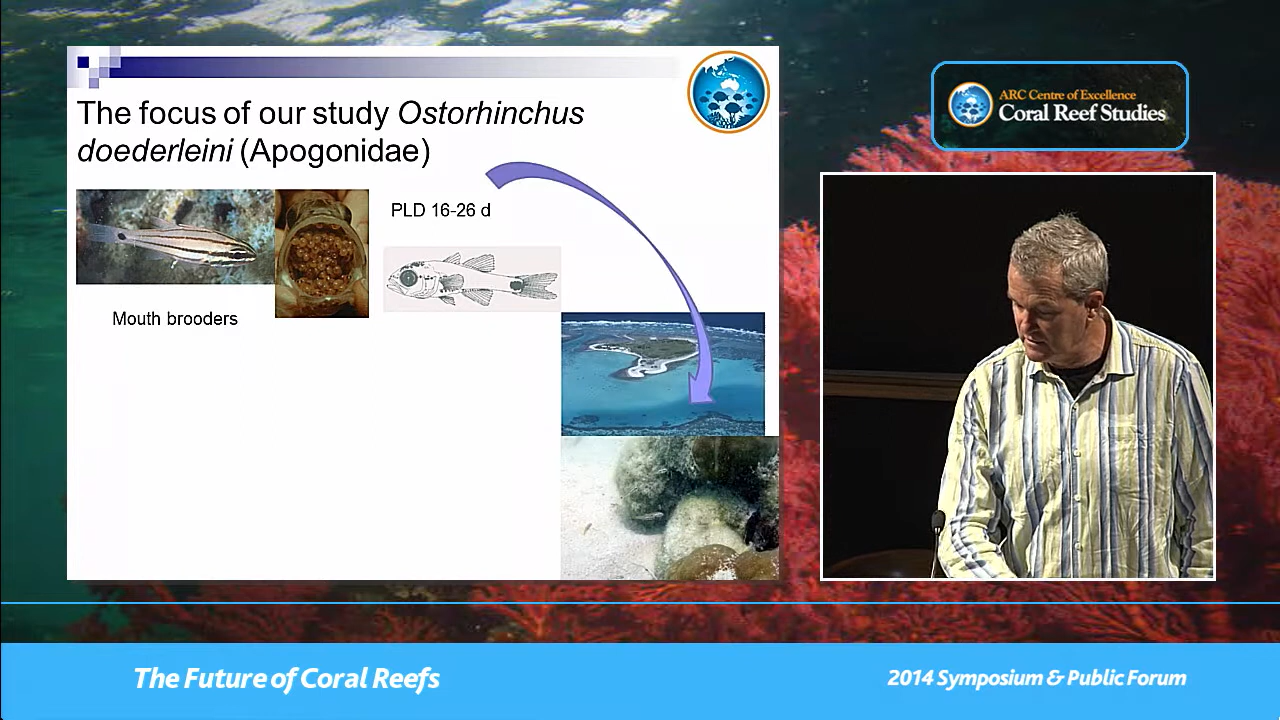 The focus of our study Ostorhinchus
doederleini (Apogonidae)
PLD 16-26 d
Mouth brooders
ARC Centre of Excellence
Coral Reef Studies
The Future of Coral Reefs
2014 Symposium & Public Forum